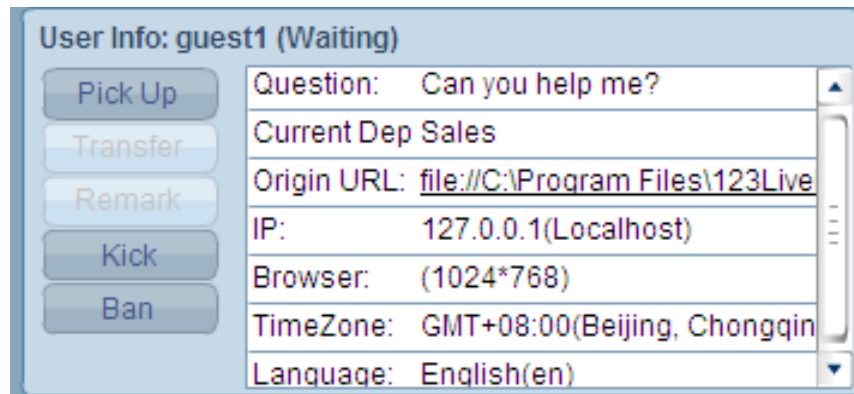 User Info: guest1 (Waiting)
Pick Up
Transfer
Remark
Kick
Ban
Question: Can you help me?
Current Dep Sales
Origin URL: file://C:\Program Files\123Live
IP: 127.0.0.1(Localhost)
Browser: (1024*768)
TimeZone: GMT+08:00(Beijing, Chongqin
Language: English(en)